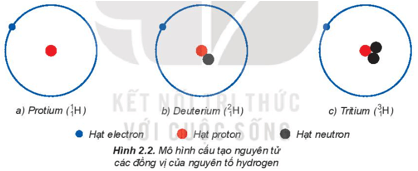 KẾT NỐI TRI THỨC
VỚI CUỘC SỐNG
a) Protium (¹₁H)
b) Deuterium (²₁H)
c) Tritium (³₁H)
Hạt electron
Hạt proton
Hạt neutron
Hình 2.2. Mô hình cấu tạo nguyên tử
các đồng vị của nguyên tố hydrogen